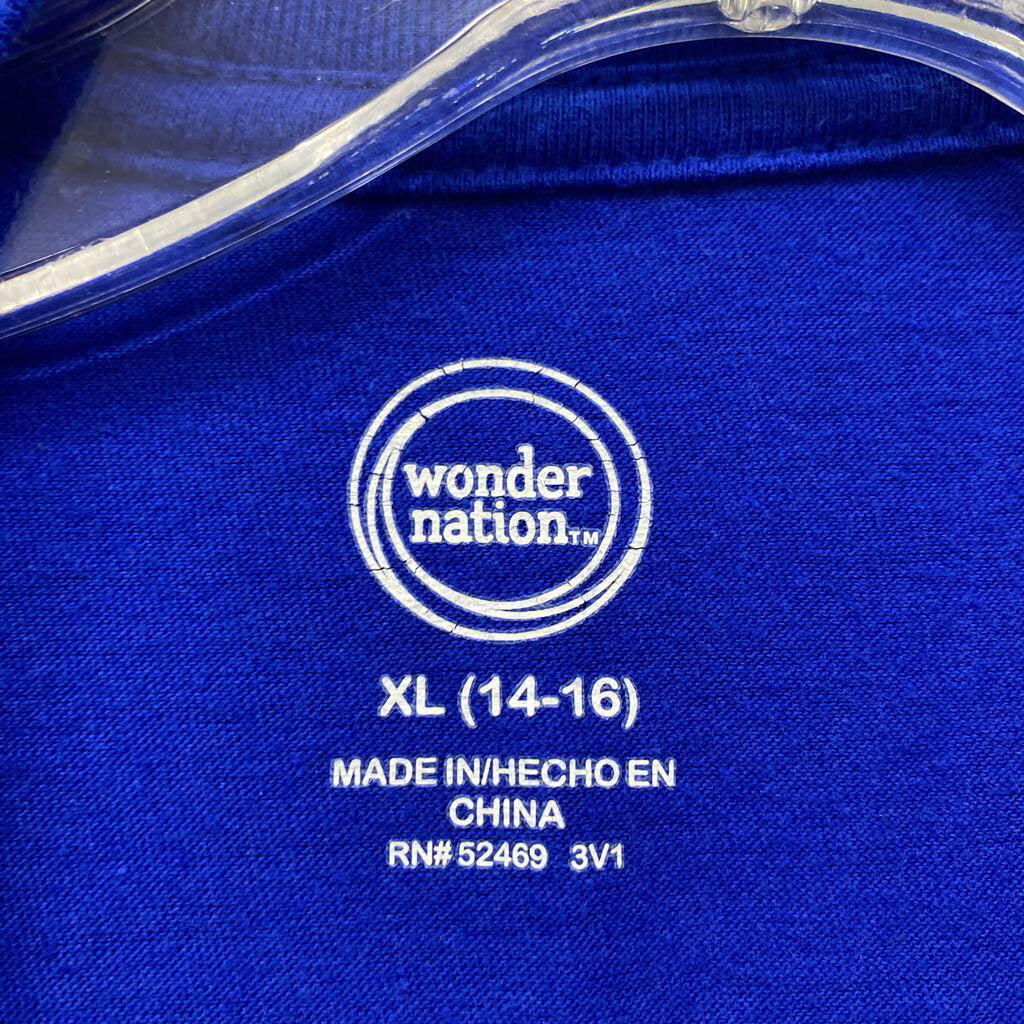 wonder
nation™
XL (14-16)
MADE IN/HECHO EN
CHINA
RN# 52469 3V1